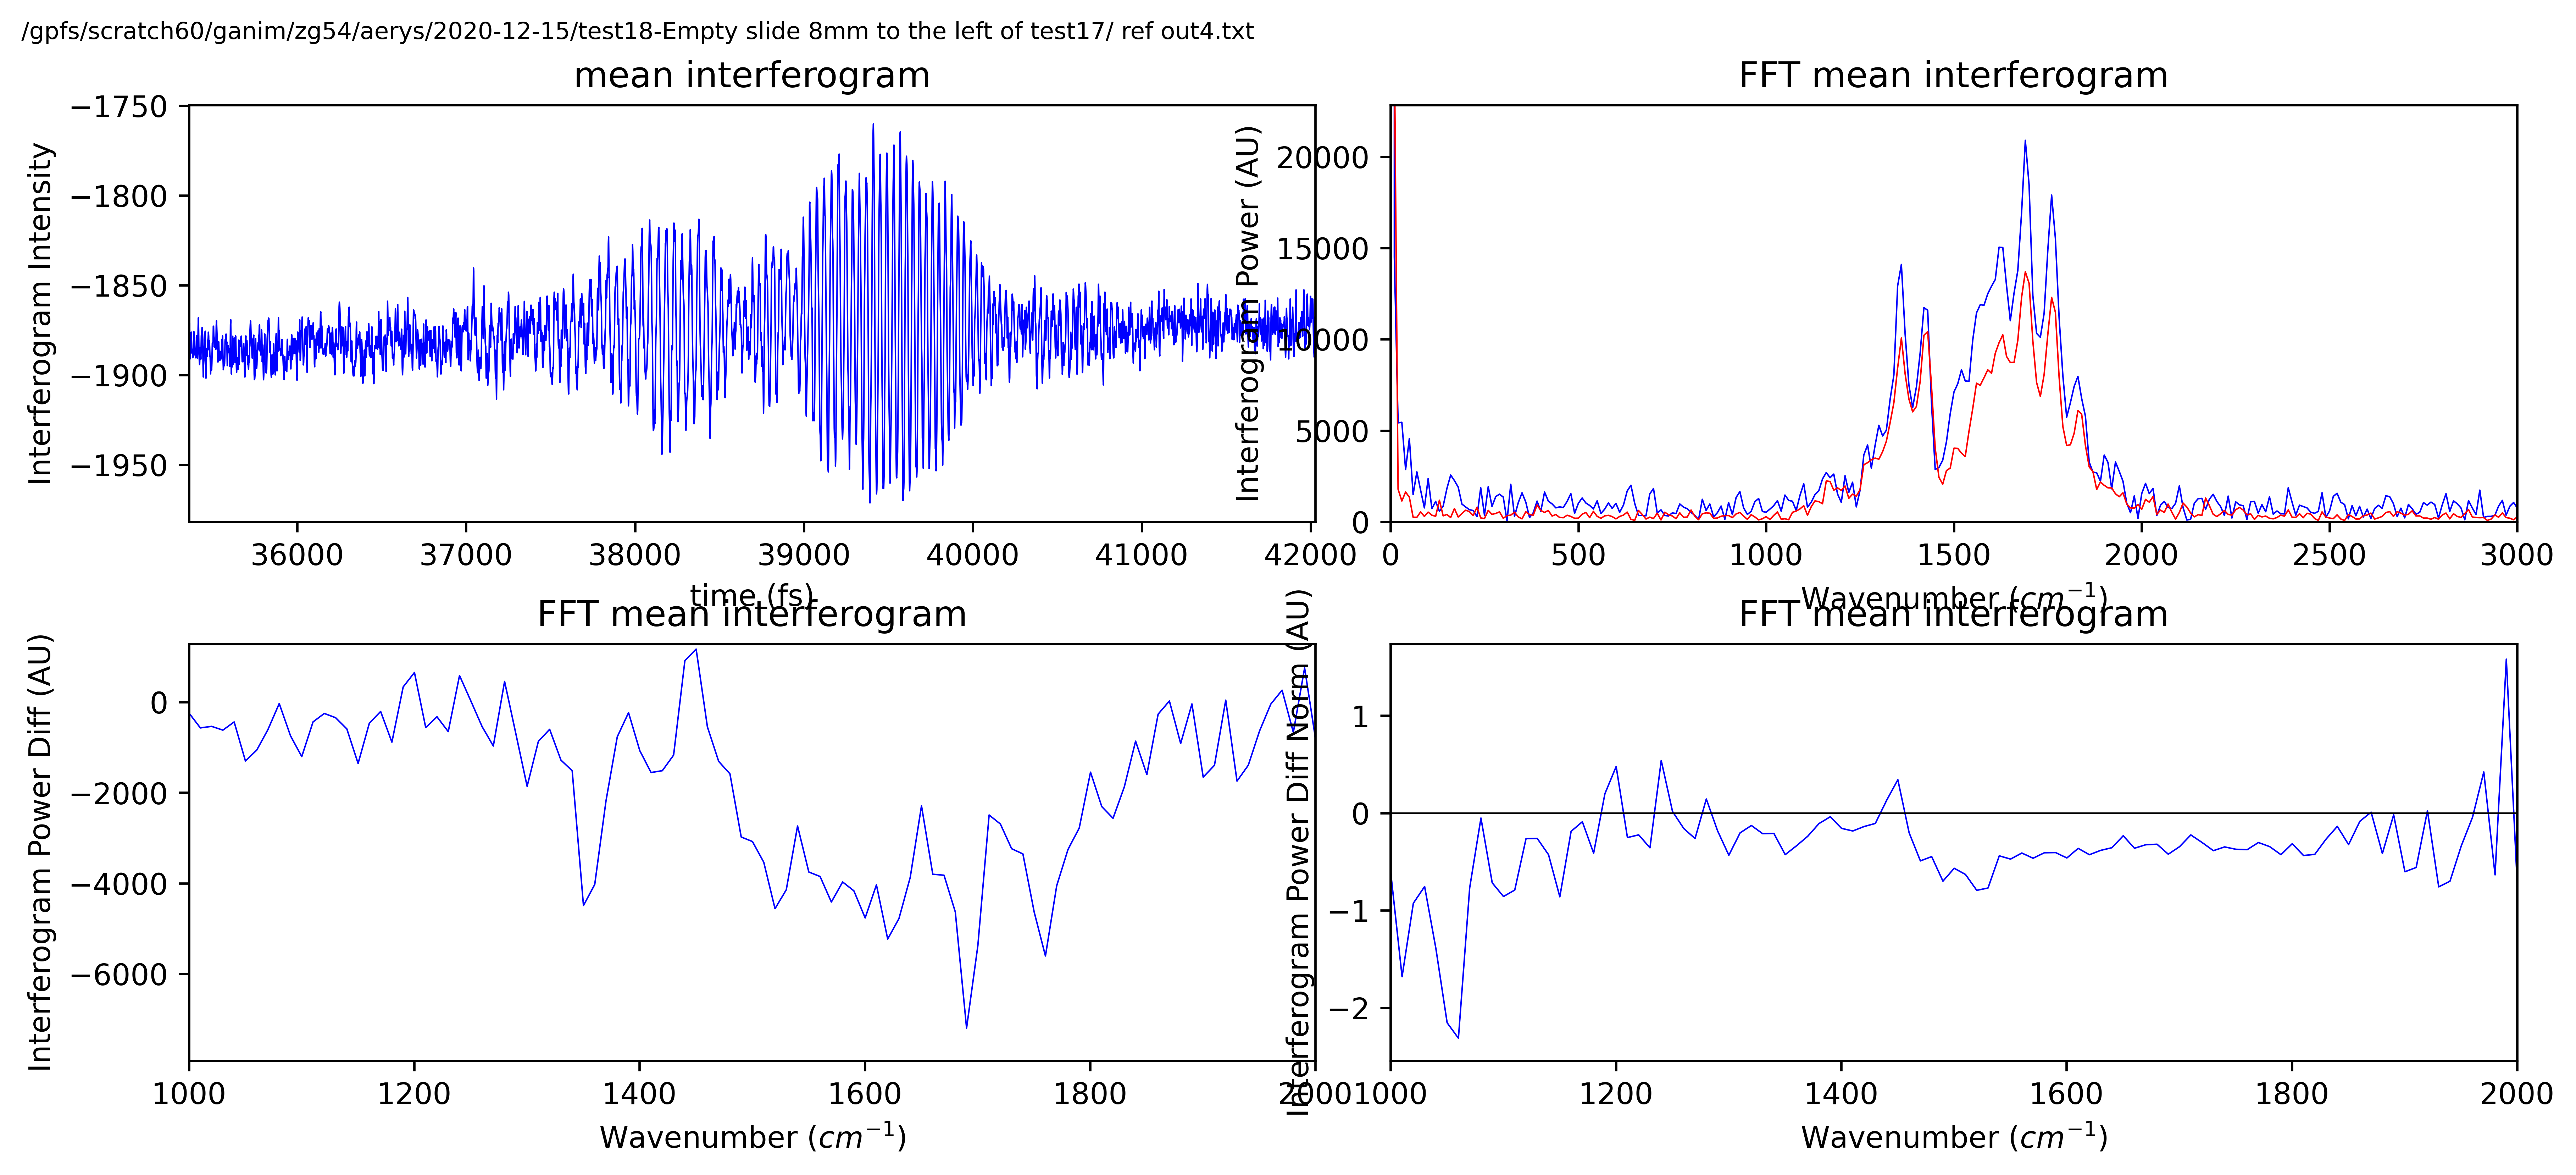 /gpfs/scratch60/ganim/zg54/aerys/2020-12-15/test18-Empty slide 8mm to the left of test17/ ref out4.txt
mean interferogram
Interferogram Intensity
−1750
−1800
−1850
−1900
−1950
36000 37000 38000 39000 40000 41000 42000
time (fs)
FFT mean interferogram
Interferogram Power (AU)
20000
15000
10000
5000
0
0 500 1000 1500 2000 2500 3000
Wavenumber (cm⁻¹)
FFT mean interferogram
Interferogram Power Diff (AU)
0
−2000
−4000
−6000
1000 1200 1400 1600 1800 2000
Wavenumber (cm⁻¹)
FFT mean interferogram
Interferogram Power Diff Norm (AU)
1
0
−1
−2
1000 1200 1400 1600 1800 2000
Wavenumber (cm⁻¹)